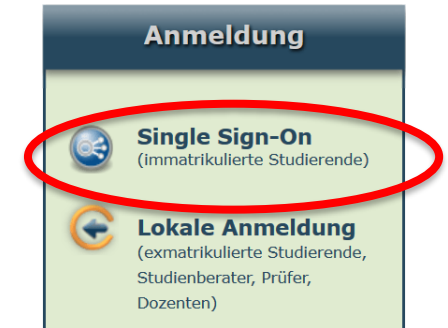 Anmeldung
Single Sign-On
(immatrikulierte Studierende)
Lokale Anmeldung
(exmatrikulierte Studierende,
Studienberater, Prüfer,
Dozenten)